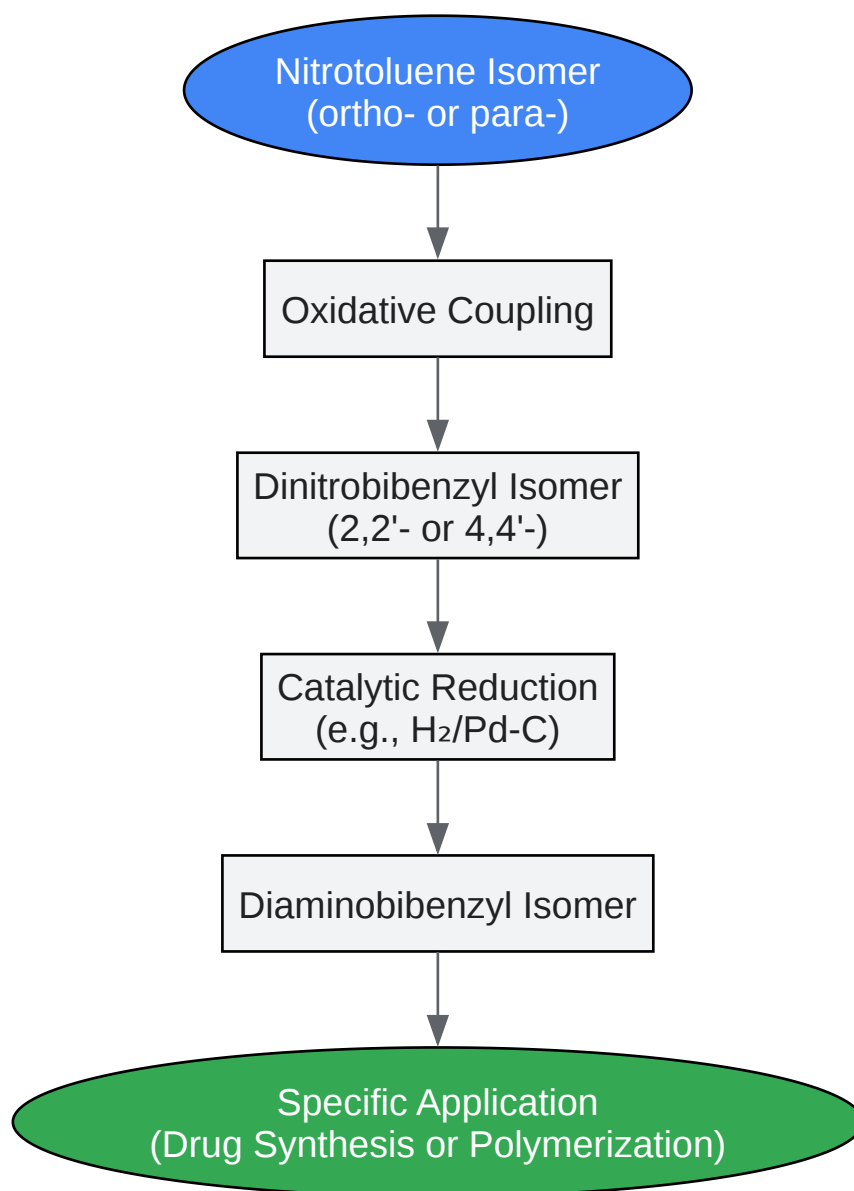 Nitrotoluene Isomer
(ortho- or para-)
Oxidative Coupling
Dinitrobibenzyl Isomer
(2,2'- or 4,4'-)
Catalytic Reduction
(e.g., H₂/Pd-C)
Diaminobibenzyl Isomer
Specific Application
(Drug Synthesis or Polymerization)